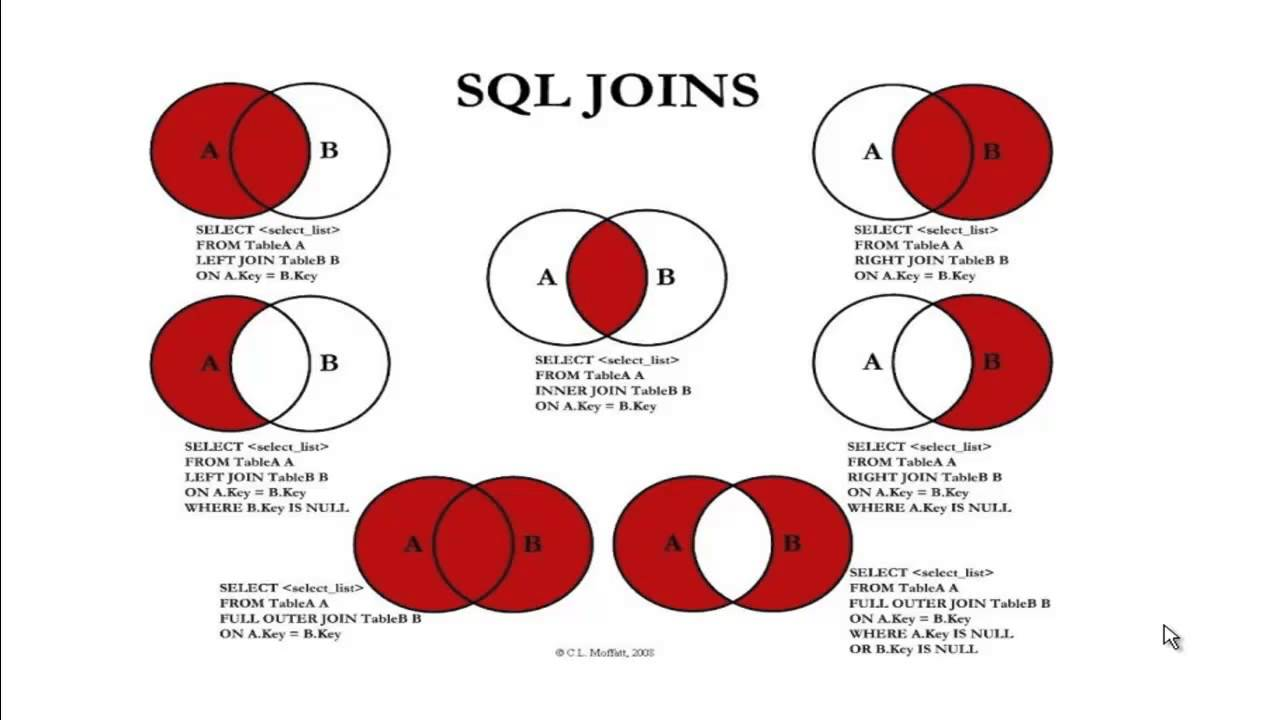 SQL JOINS
A B
SELECT <select_list>
FROM TableA A
LEFT JOIN TableB B
ON A.Key = B.Key
A B
SELECT <select_list>
FROM TableA A
RIGHT JOIN TableB B
ON A.Key = B.Key
A B
SELECT <select_list>
FROM TableA A
INNER JOIN TableB B
ON A.Key = B.Key
A B
SELECT <select_list>
FROM TableA A
LEFT JOIN TableB B
ON A.Key = B.Key
WHERE B.Key IS NULL
A B
SELECT <select_list>
FROM TableA A
RIGHT JOIN TableB B
ON A.Key = B.Key
WHERE A.Key IS NULL
A B
SELECT <select_list>
FROM TableA A
FULL OUTER JOIN TableB B
ON A.Key = B.Key
A B
SELECT <select_list>
FROM TableA A
FULL OUTER JOIN TableB B
ON A.Key = B.Key
WHERE A.Key IS NULL
OR B.Key IS NULL
© C.L. Moffatt, 2008